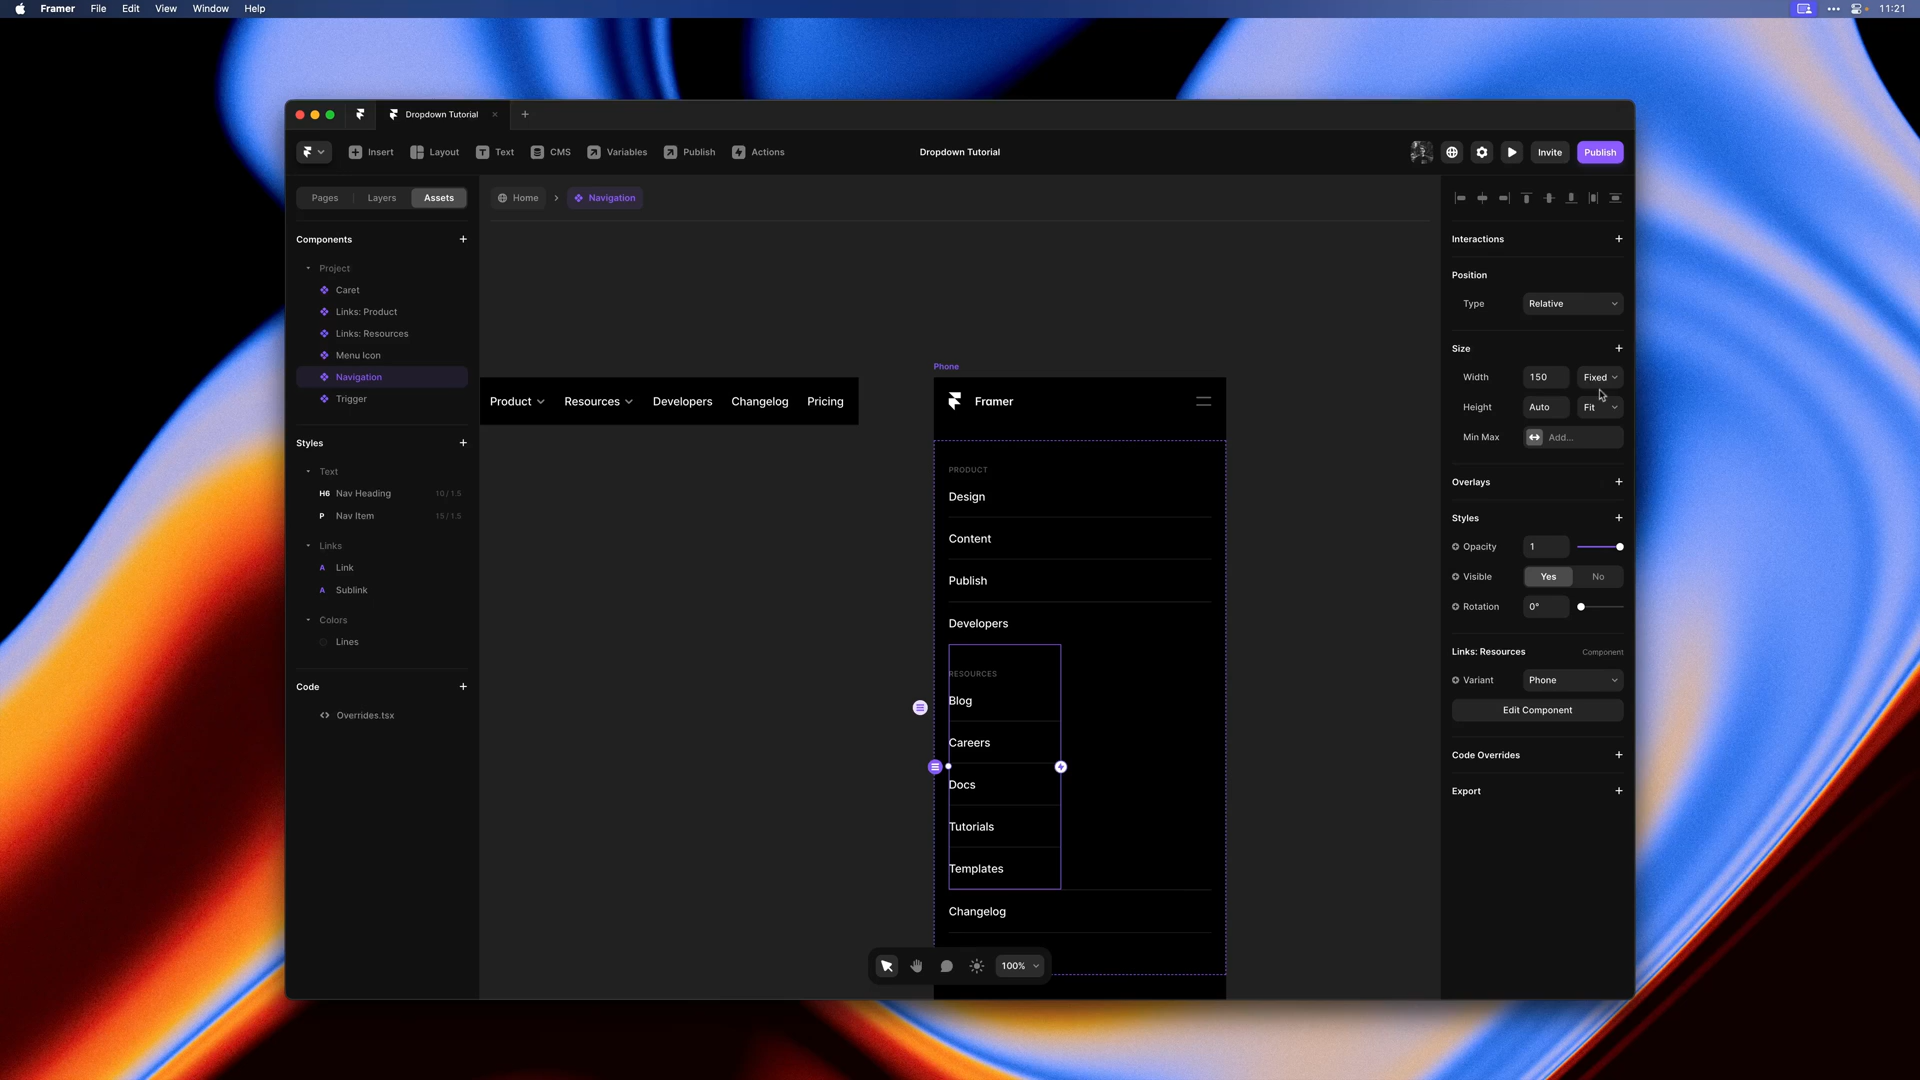 Framer File Edit View Window Help 11:21
Dropdown Tutorial
Insert Layout Text CMS Variables Publish Actions Dropdown Tutorial Invite Publish
Pages Layers Assets
Home Navigation
Components
Project
Caret
Links: Product
Links: Resources
Menu Icon
Navigation
Trigger
Styles
Text
H6 Nav Heading 10 / 1.5
P Nav Item 15 / 1.5
Links
A Link
A Sublink
Colors
Lines
Code
Overrides.tsx
Product Resources Developers Changelog Pricing
Phone
Framer
PRODUCT
Design
Content
Publish
Developers
RESOURCES
Blog
Careers
Docs
Tutorials
Templates
Changelog
100%
Interactions
Position
Type Relative
Size
Width 150 Fixed
Height Auto Fit
Min Max Add...
Overlays
Styles
Opacity 1
Visible Yes No
Rotation 0°
Links: Resources Component
Variant Phone
Edit Component
Code Overrides
Export